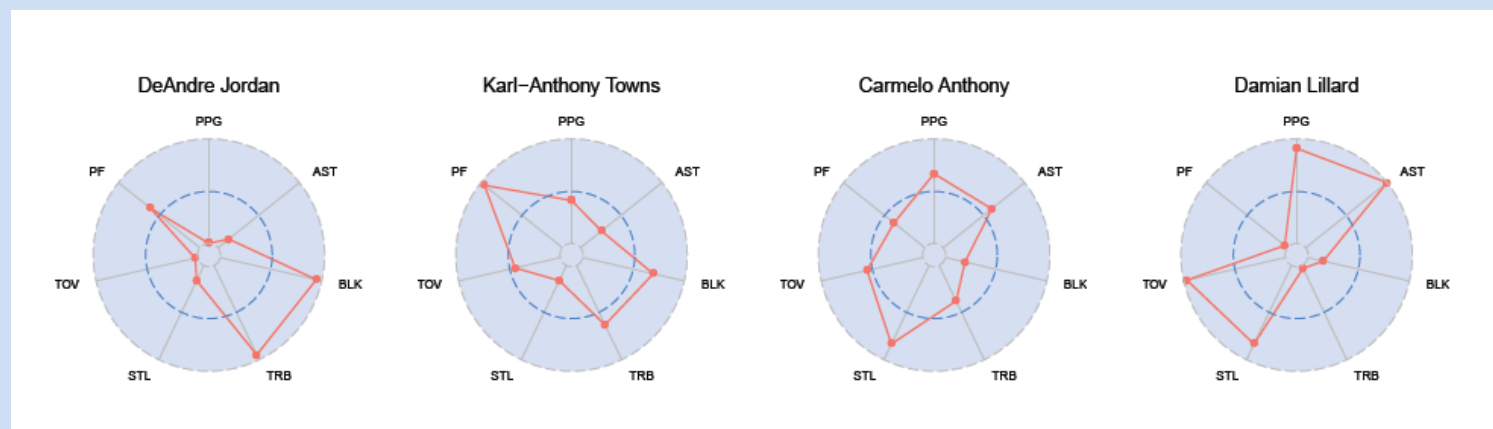 DeAndre Jordan
PPG
AST
BLK
TRB
STL
TOV
PF
Karl−Anthony Towns
PPG
AST
BLK
TRB
STL
TOV
PF
Carmelo Anthony
PPG
AST
BLK
TRB
STL
TOV
PF
Damian Lillard
PPG
AST
BLK
TRB
STL
TOV
PF